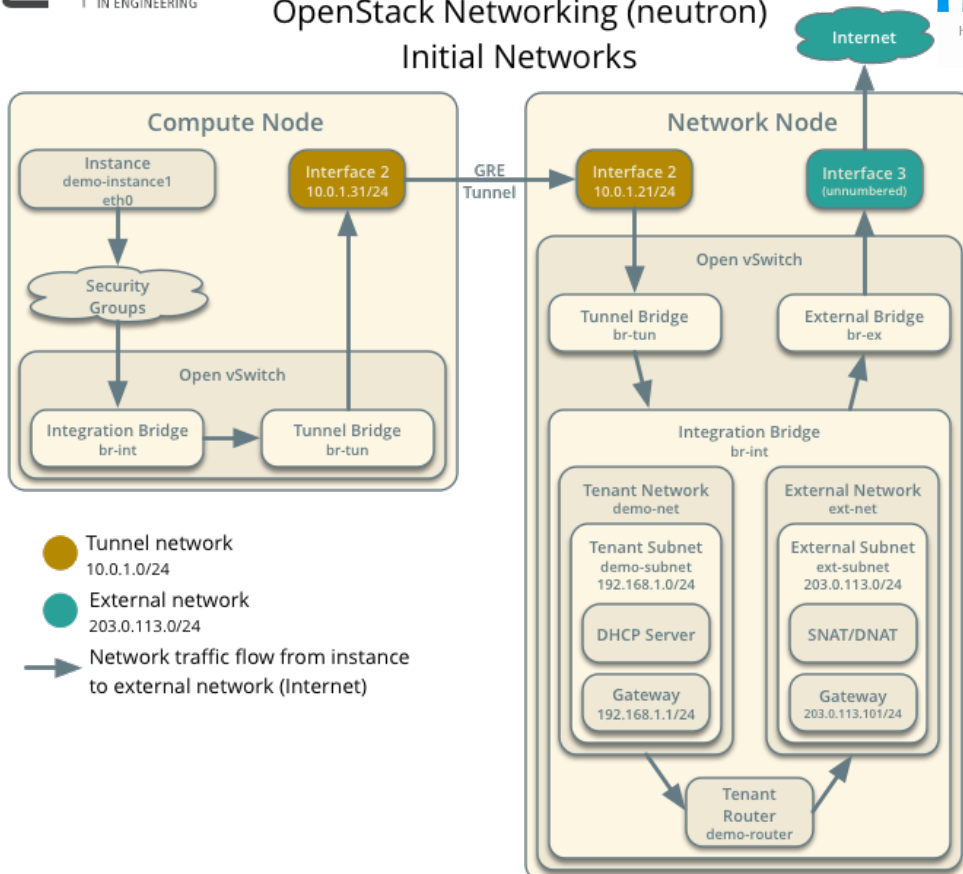 IN ENGINEERING
OpenStack Networking (neutron)
Initial Networks
Internet
H
Compute Node
Instance
demo-instance1
eth0
Interface 2
10.0.1.31/24
GRE
Tunnel
Security
Groups
Open vSwitch
Integration Bridge
br-int
Tunnel Bridge
br-tun
Network Node
Interface 2
10.0.1.21/24
Interface 3
(unnumbered)
Open vSwitch
Tunnel Bridge
br-tun
External Bridge
br-ex
Integration Bridge
br-int
Tenant Network
demo-net
Tenant Subnet
demo-subnet
192.168.1.0/24
DHCP Server
Gateway
192.168.1.1/24
External Network
ext-net
External Subnet
ext-subnet
203.0.113.0/24
SNAT/DNAT
Gateway
203.0.113.101/24
Tenant
Router
demo-router
Tunnel network
10.0.1.0/24
External network
203.0.113.0/24
Network traffic flow from instance
to external network (Internet)